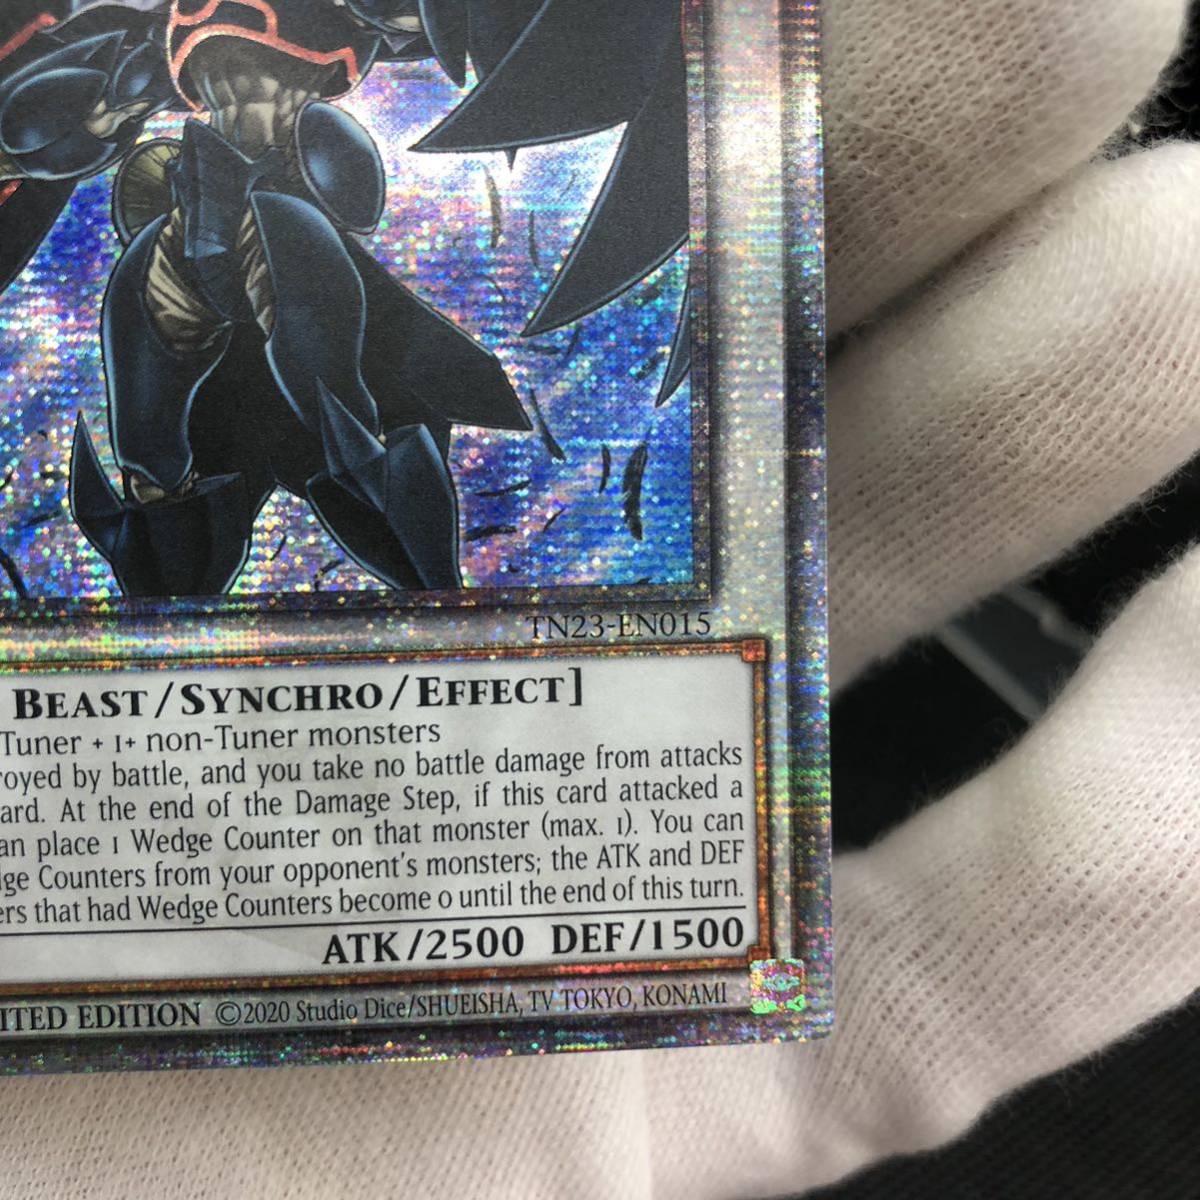 TN23-EN015
BEAST/SYNCHRO/EFFECT]
Tuner + 1+ non-Tuner monsters
oyed by battle, and you take no battle damage from attacks
ard. At the end of the Damage Step, if this card attacked a
an place 1 Wedge Counter on that monster (max. 1). You can
ge Counters from your opponent's monsters; the ATK and DEF
ers that had Wedge Counters become 0 until the end of this turn.
ATK/2500 DEF/1500
ITED EDITION ©2020 Studio Dice/SHUEISHA, TV TOKYO, KONAMI